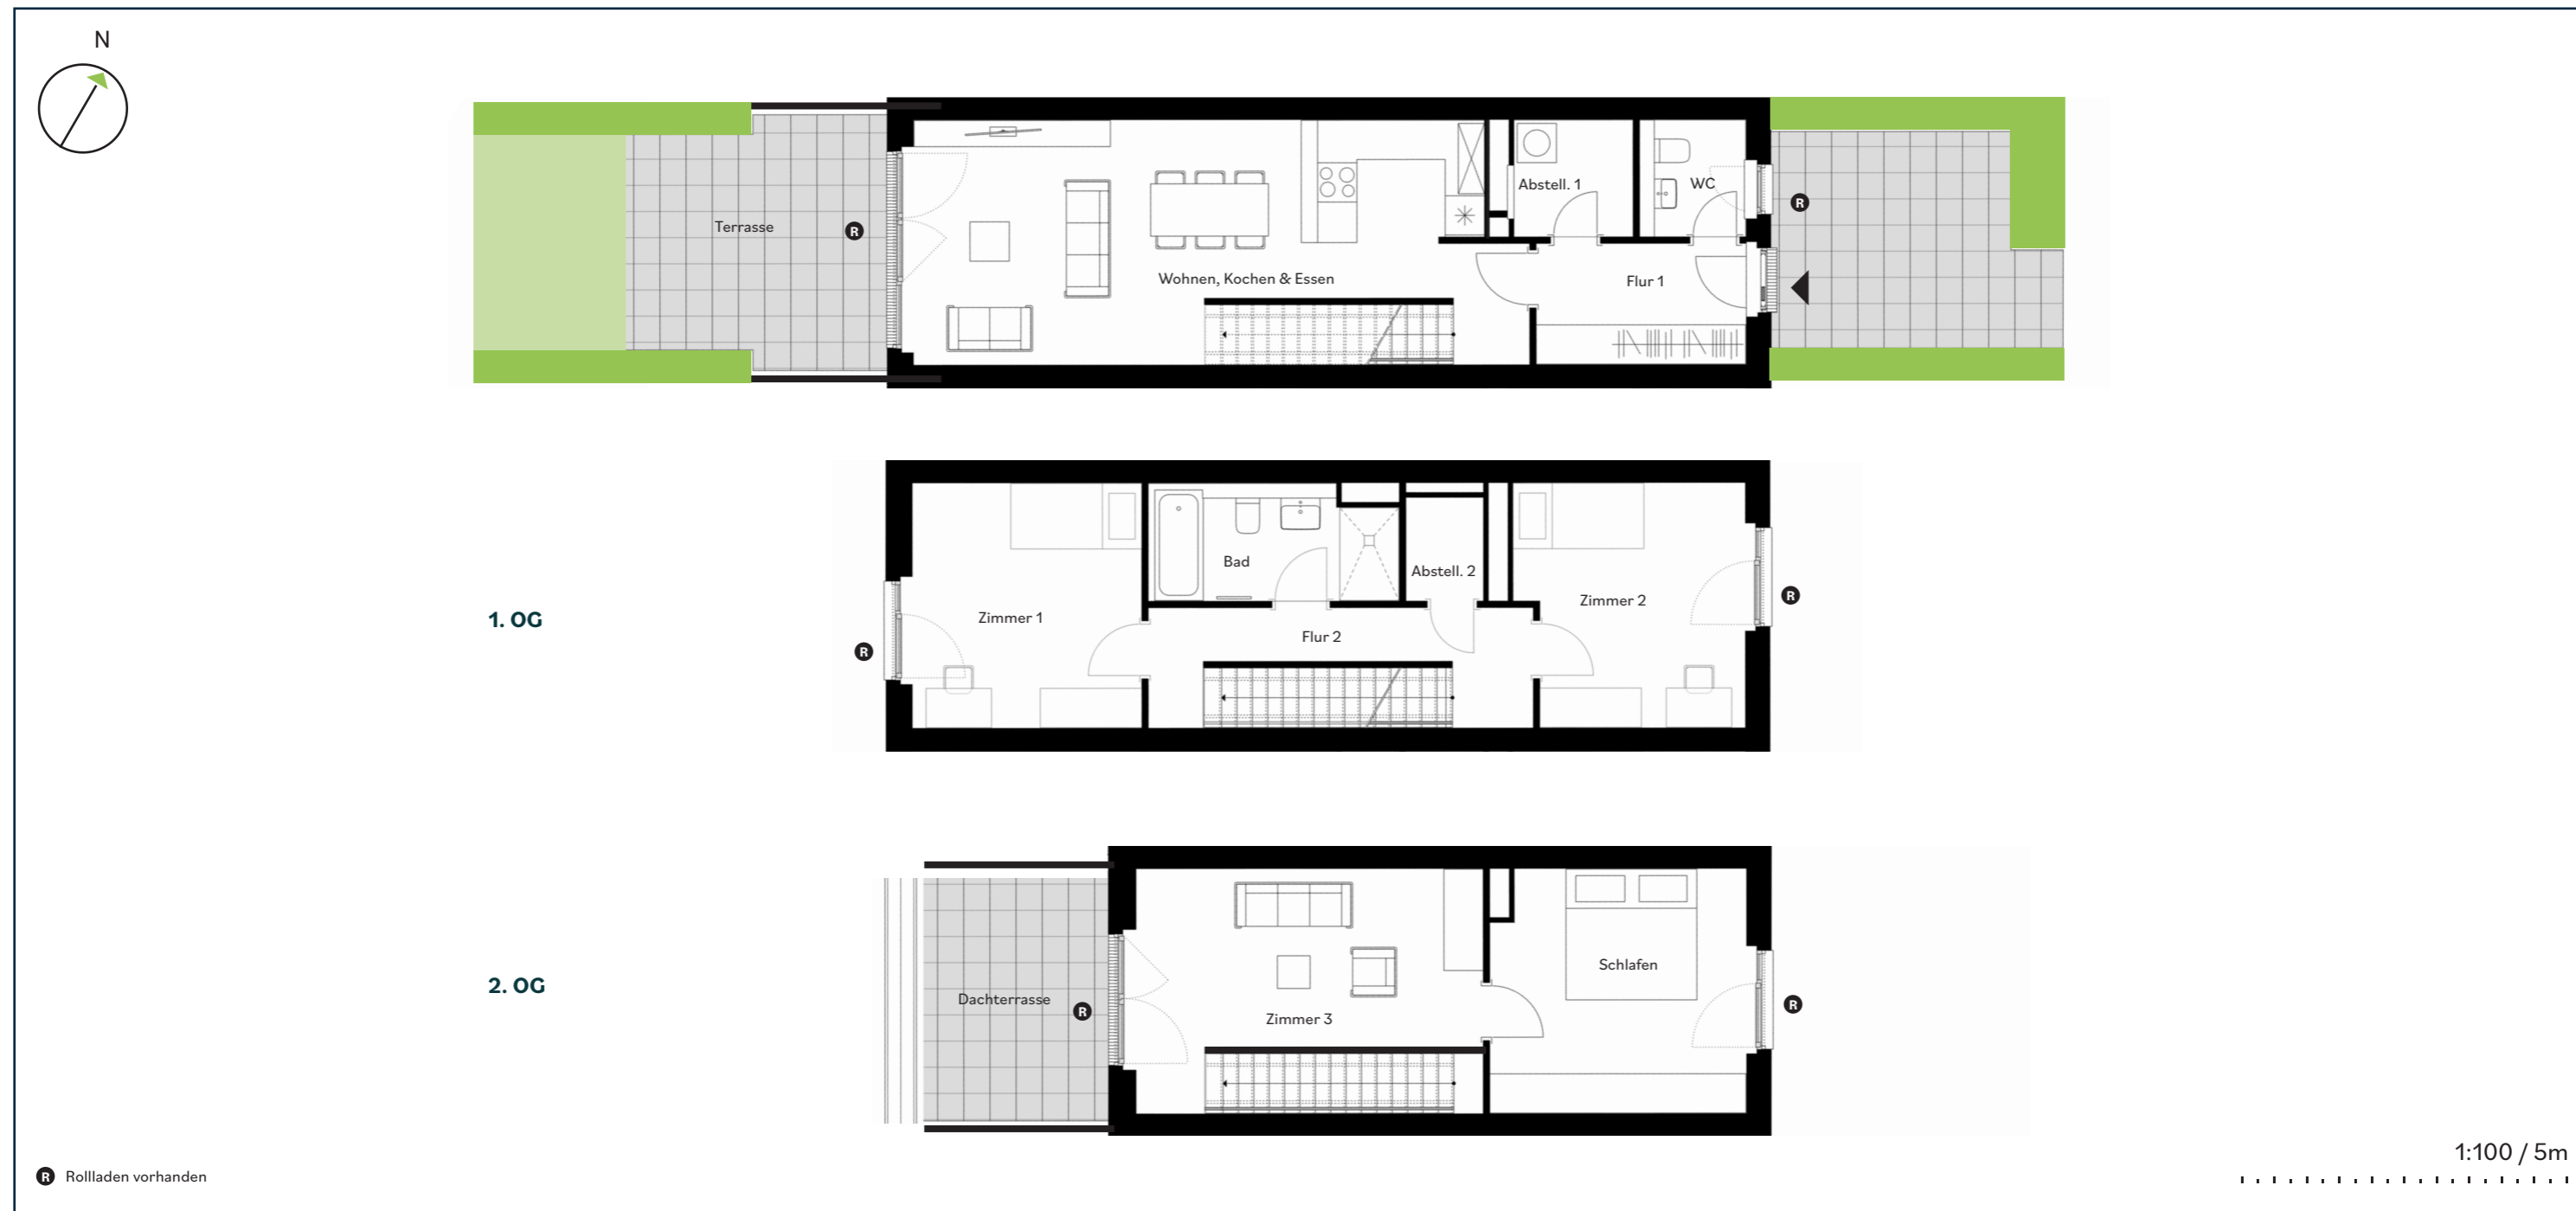 N
Terrasse
R
Wohnen, Kochen & Essen
Abstell. 1
WC
Flur 1
R
1. OG
R
Zimmer 1
Bad
Flur 2
Abstell. 2
Zimmer 2
R
2. OG
Dachterrasse
R
Zimmer 3
Schlafen
R
R Rollladen vorhanden
1:100 / 5m